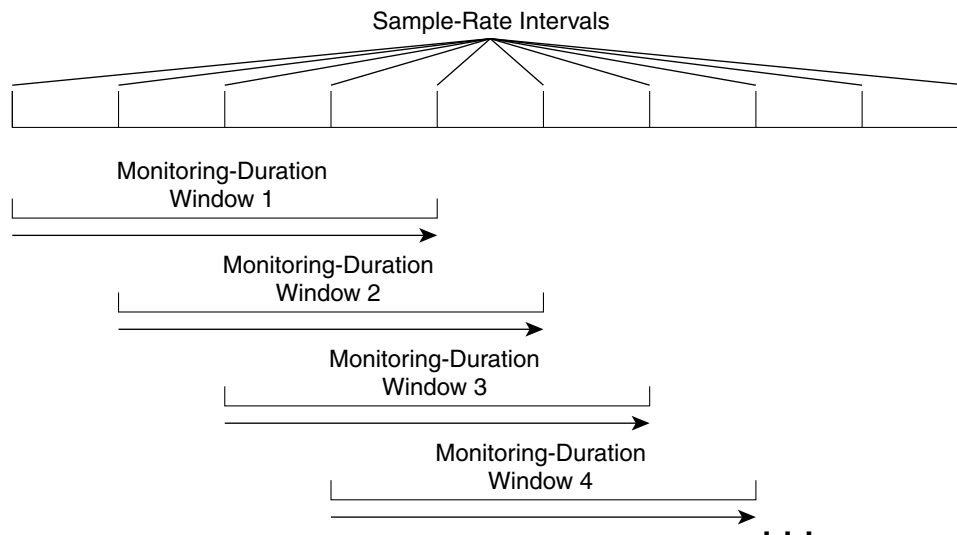 Sample-Rate Intervals
Monitoring-Duration
Window 1
Monitoring-Duration
Window 2
Monitoring-Duration
Window 3
Monitoring-Duration
Window 4
...